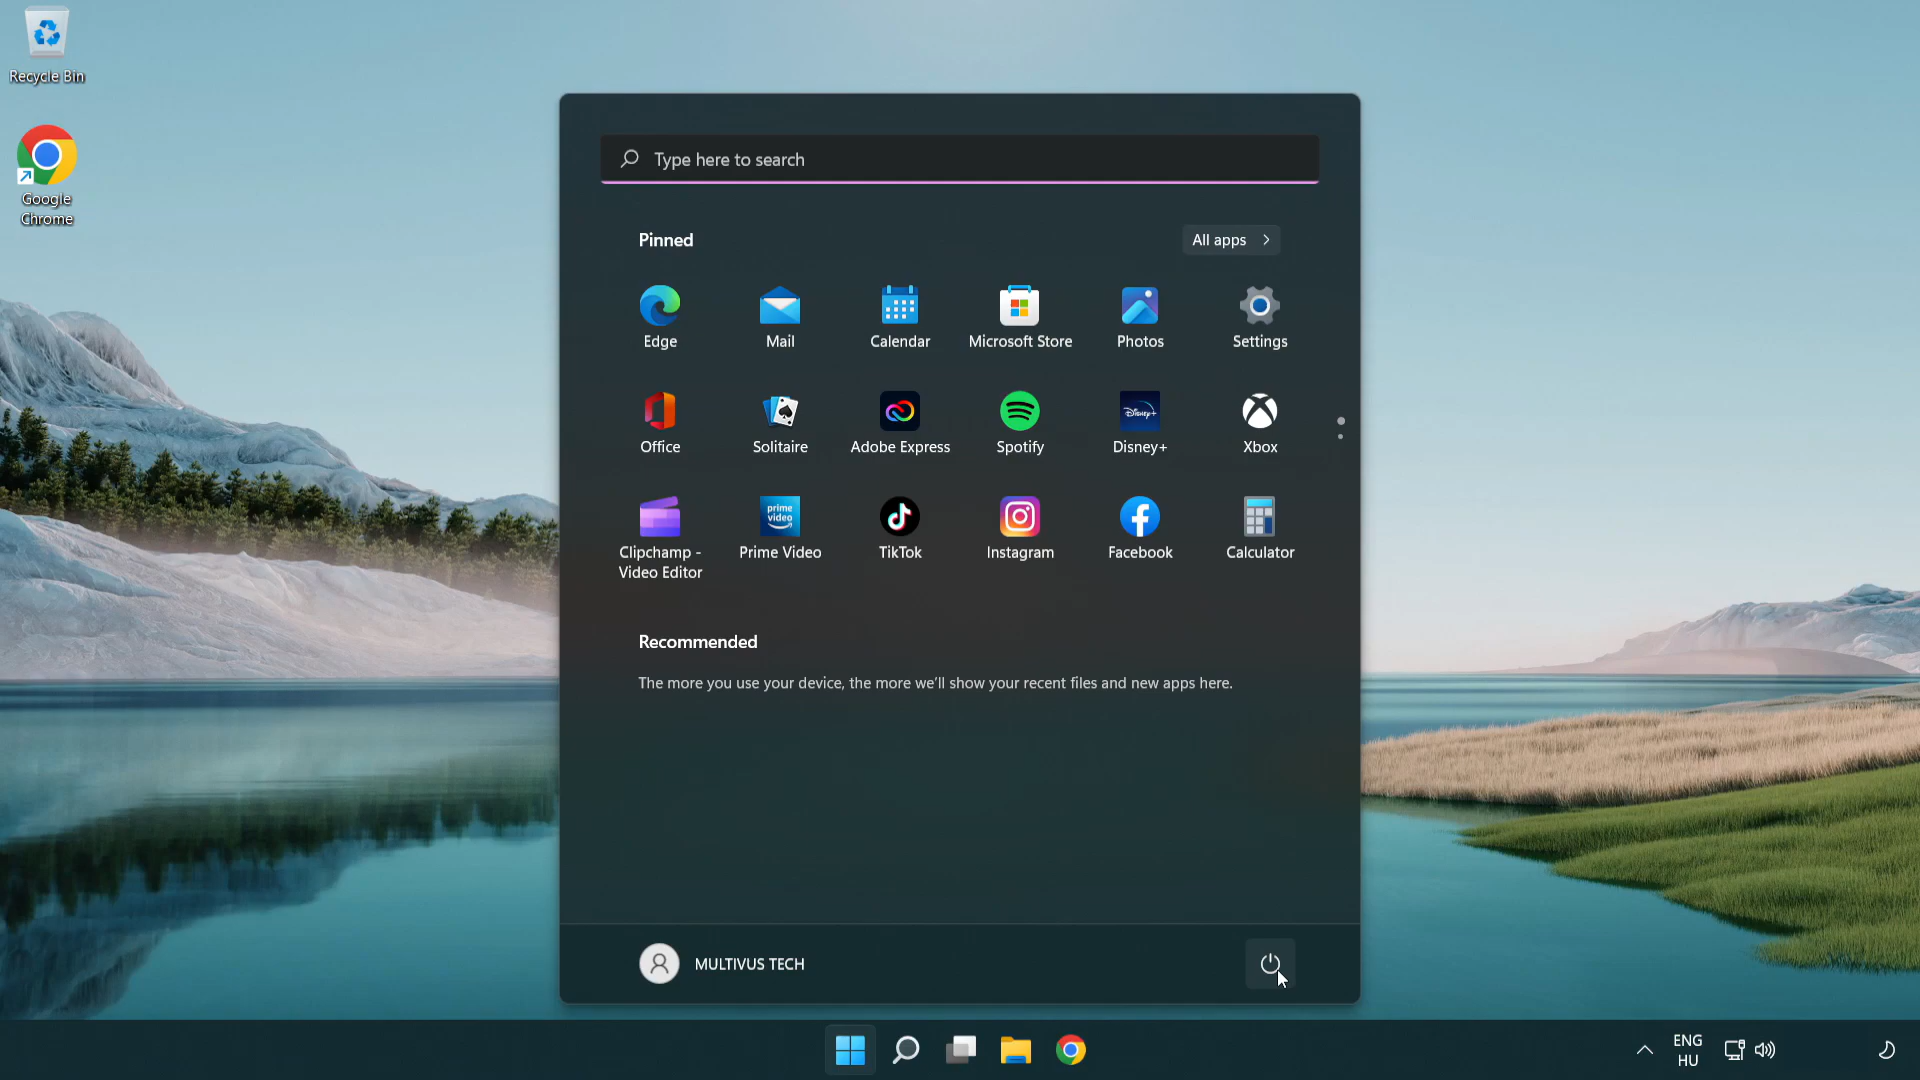 Recycle Bin
Google
Chrome
Type here to search
Pinned
All apps
Edge
Mail
Calendar
Microsoft Store
Photos
Settings
Office
Solitaire
Adobe Express
Spotify
Disney+
Disney+
Xbox
Clipchamp -
Video Editor
prime
video
Prime Video
TikTok
Instagram
Facebook
Calculator
Recommended
The more you use your device, the more we'll show your recent files and new apps here.
MULTIVUS TECH
ENG
HU